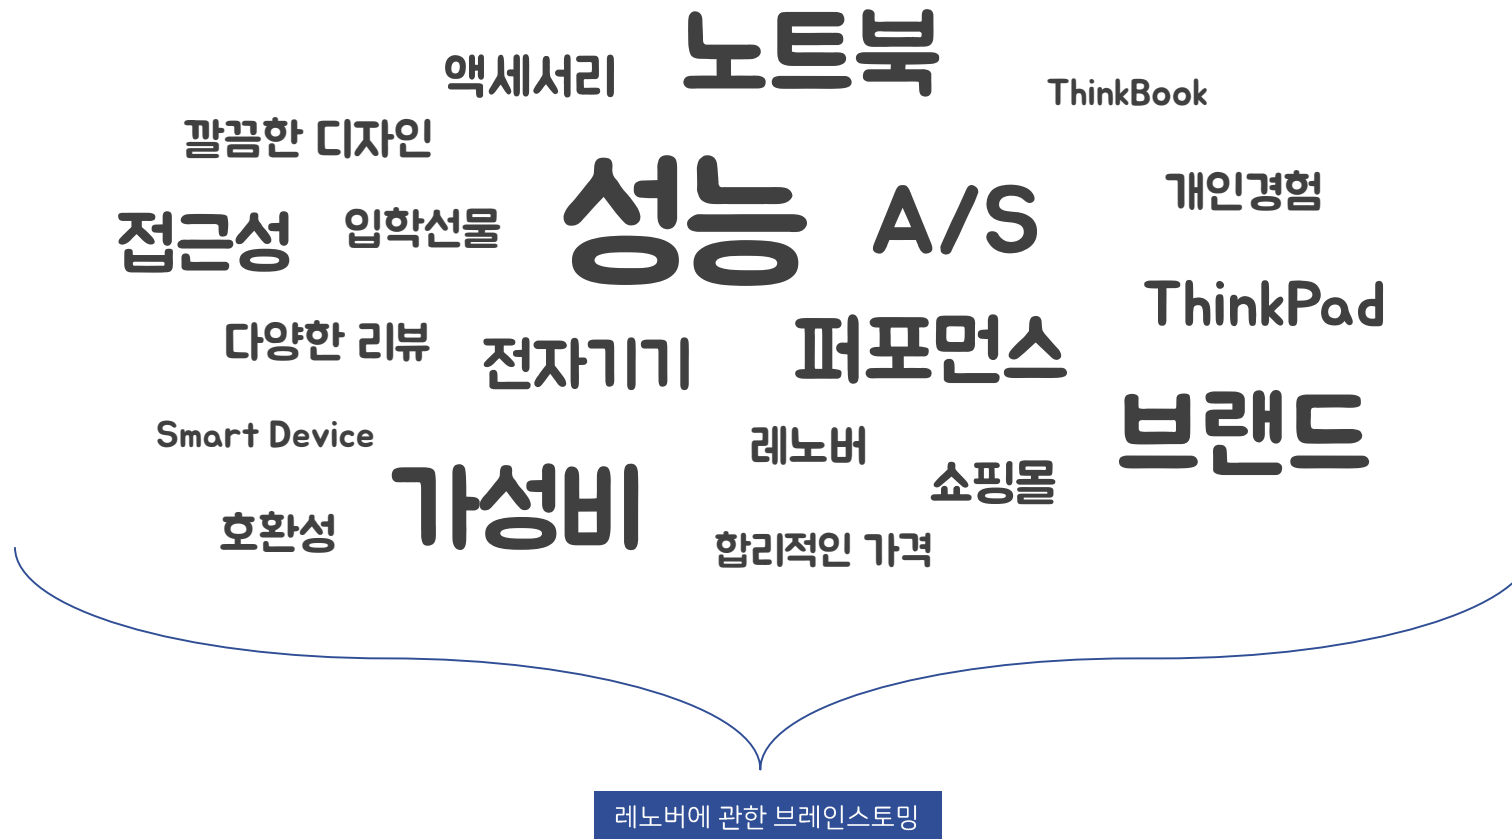 노트북
액세서리
ThinkBook
깔끔한 디자인
성능
A/S
개인경험
접근성
입학선물
ThinkPad
다양한 리뷰
전자기기
퍼포먼스
브랜드
Smart Device
레노버
쇼핑몰
가성비
호환성
합리적인 가격
레노버에 관한 브레인스토밍